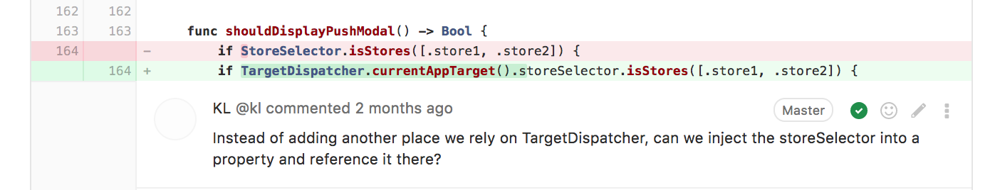 162 162
163 163 func shouldDisplayPushModal() -> Bool {
164 - if StoreSelector.isStores([.store1, .store2]) {
164 + if TargetDispatcher.currentAppTarget().storeSelector.isStores([.store1, .store2]) {
KL @kl commented 2 months ago Master
Instead of adding another place we rely on TargetDispatcher, can we inject the storeSelector into a
property and reference it there?